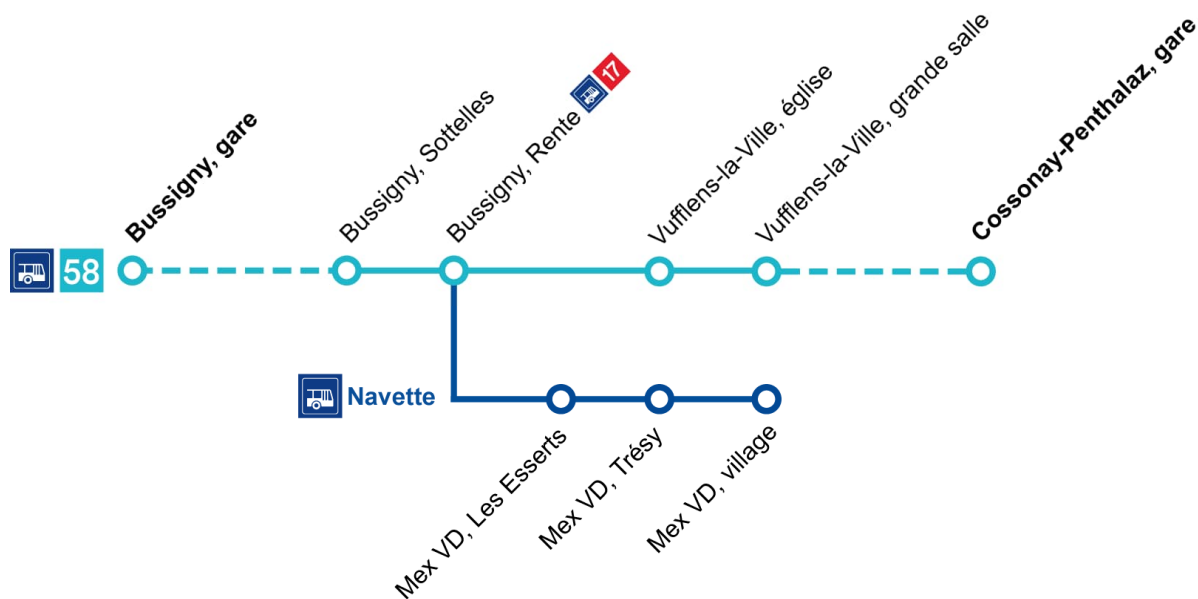 58
Bussigny, gare
Bussigny, Sottelles
Bussigny, Rente
17
Vufflens-la-Ville, église
Vufflens-la-Ville, grande salle
Cossonay-Penthalaz, gare
Navette
Mex VD, Les Esserts
Mex VD, Trésy
Mex VD, village